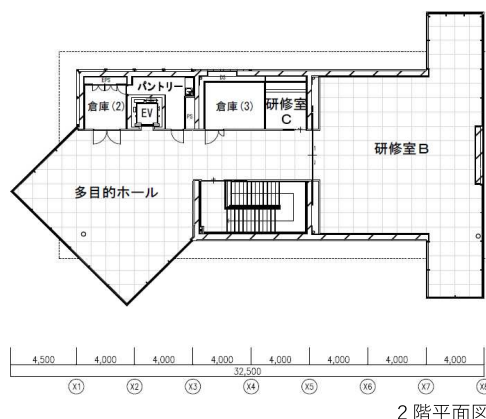 EPS
パントリー
DS
倉庫(2)
EV
PS
倉庫(3)
研修室
C
研修室B
多目的ホール
4,500 4,000 4,000 4,000 4,000 4,000 4,000 4,000
32,500
X1 X2 X3 X4 X5 X6 X7 X8
2階平面図